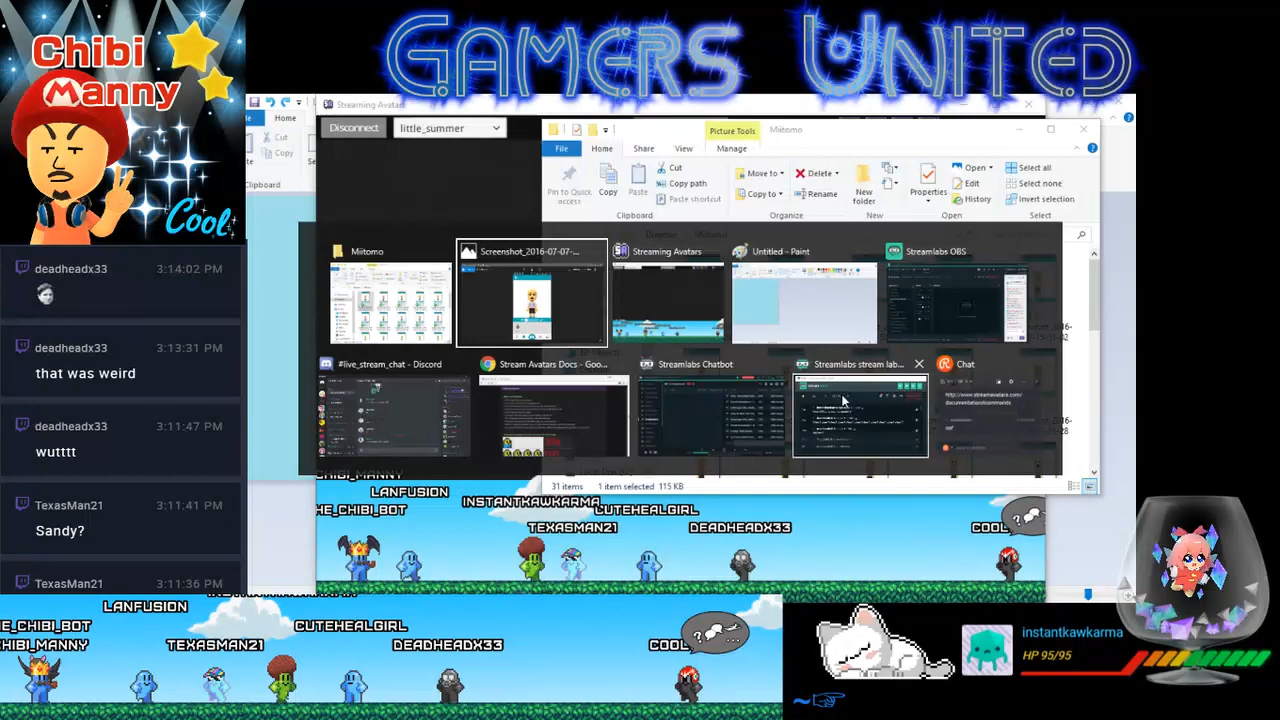 Gamers United
Chibi
Manny
Cool
deadheadx33 3:14:02 PM
deadheadx33 3:13:31 PM
that was weird
deadheadx33 3:11:47 PM
wutttt
TexasMan21 3:11:41 PM
Sandy?
TexasMan21 3:11:36 PM
Home
Cut
Copy
Streaming Avatars
Disconnect
little_summer
Picture Tools
Miitomo
File
Home
Share
View
Manage
Pin to Quick access
Copy
Paste
Cut
Copy path
Paste shortcut
Clipboard
Move to
Copy to
Delete
Rename
Organize
New folder
New
Properties
Open
Edit
History
Open
Select all
Select none
Invert selection
Select
Miitomo
Screenshot_2016-07-07-...
Streaming Avatars
Untitled - Paint
Streamlabs OBS
#live_stream_chat - Discord
Stream Avatars Docs - Goo...
Streamlabs Chatbot
Streamlabs stream lab...
Chat
31 items
1 item selected 115 KB
CHIBI_MANNY
LANFUSION
INSTANTKAWKARMA
CUTEHEALGIRL
HE_CHIBI_BOT
TEXASMAN21
DEADHEADX33
COOL
LANFUSION
HE_CHIBI_BOT
CUTEHEALGIRL
HIBI_MANNY
TEXASMAN21
DEADHEADX33
COOL
instantkawkarma
HP 95/95